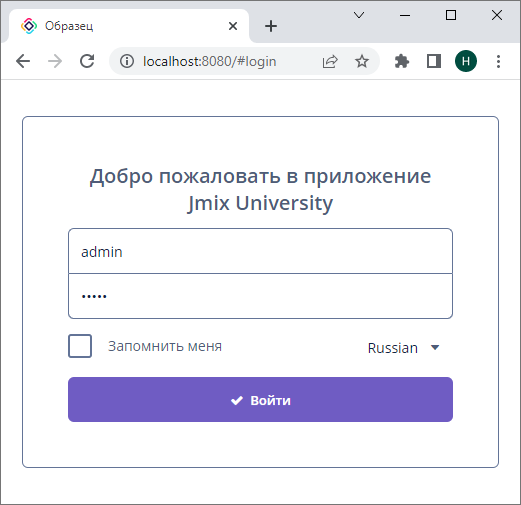 Образец
localhost:8080/#login
H
Добро пожаловать в приложение
Jmix University
admin
•••••
Запомнить меня
Russian
Войти